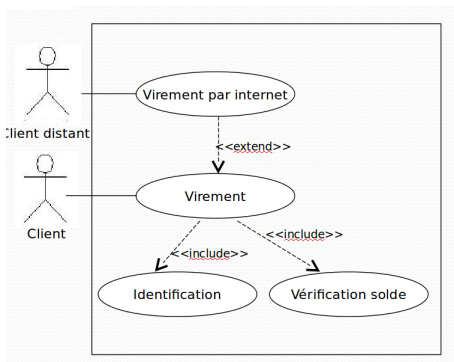 Virement par internet
Client distant
<<extend>>
Virement
Client
<<include>>
<<include>>
Identification
Vérification solde